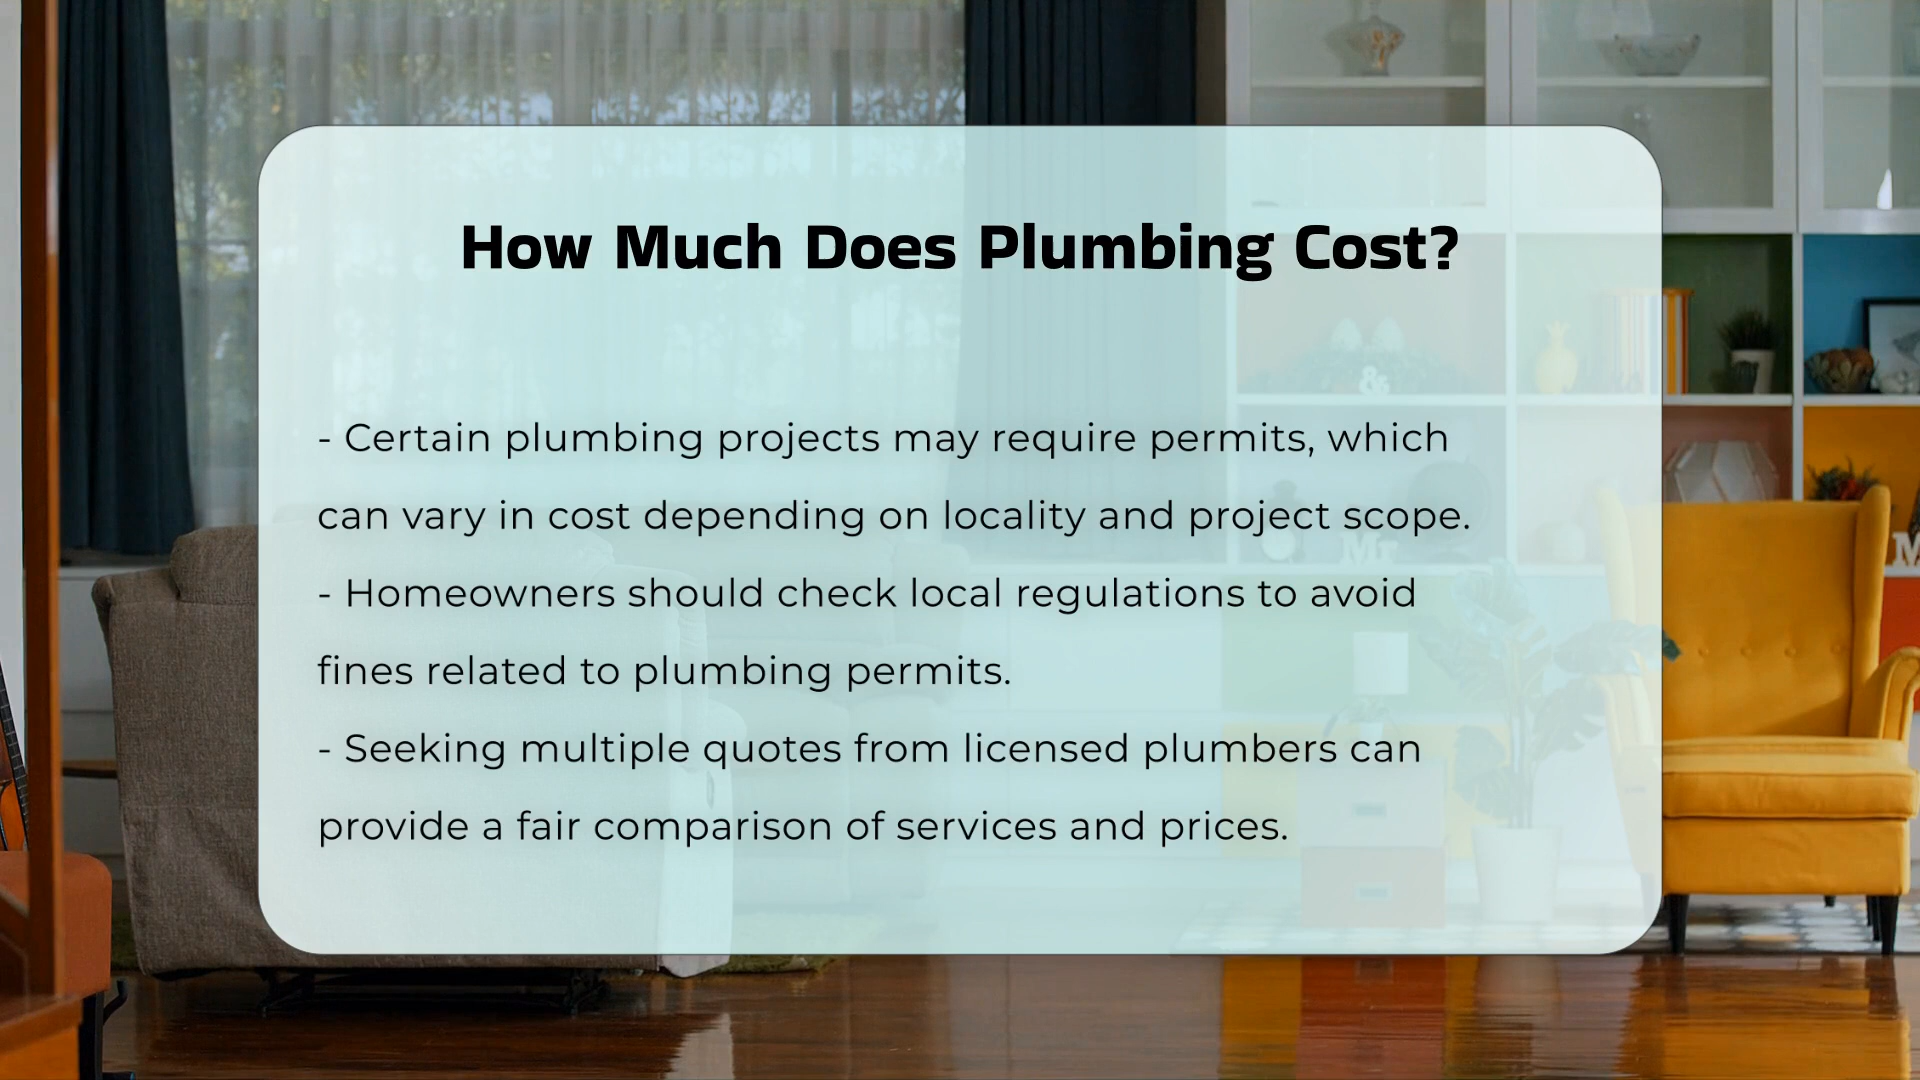 How Much Does Plumbing Cost?
- Certain plumbing projects may require permits, which
can vary in cost depending on locality and project scope.
- Homeowners should check local regulations to avoid
fines related to plumbing permits.
- Seeking multiple quotes from licensed plumbers can
provide a fair comparison of services and prices.
&
Mr
M